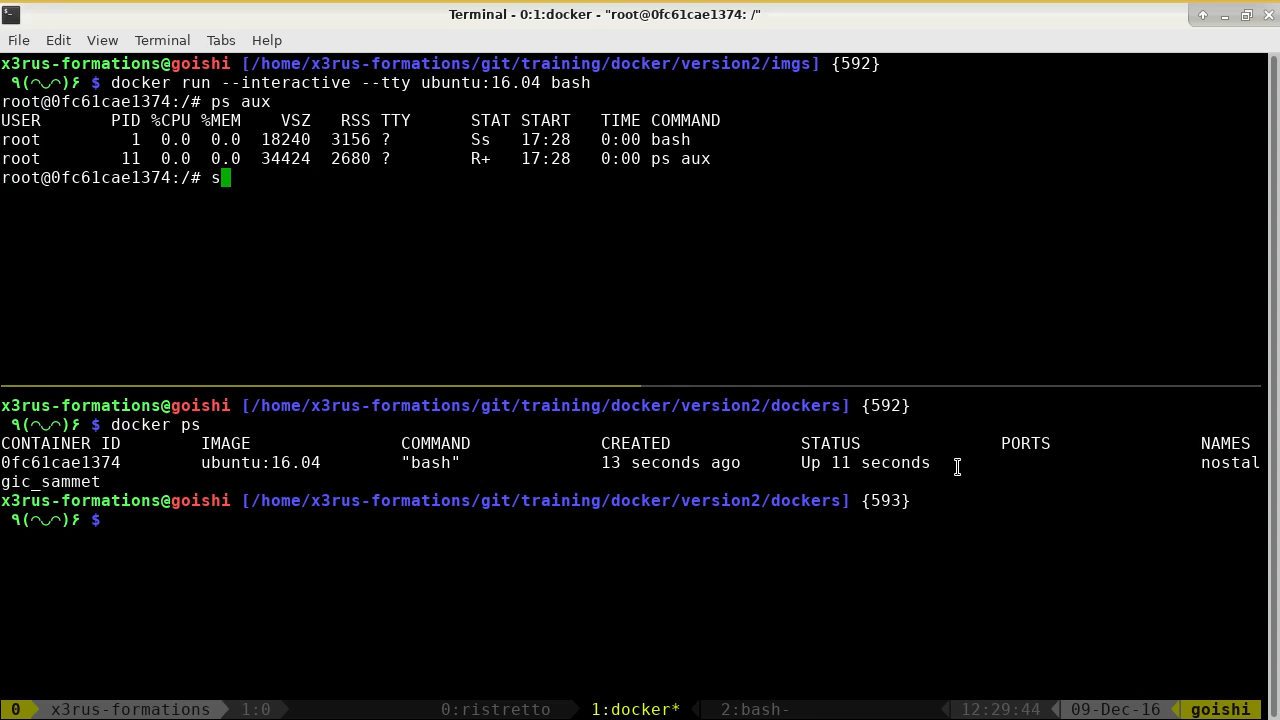 Terminal - 0:1:docker - "root@0fc61cae1374: /"
File Edit View Terminal Tabs Help
x3rus-formations@goishi [/home/x3rus-formations/git/training/docker/version2/imgs] {592}
٩(◠◡◠)۶ $ docker run --interactive --tty ubuntu:16.04 bash
root@0fc61cae1374:/# ps aux
USER       PID %CPU %MEM    VSZ   RSS TTY      STAT START   TIME COMMAND
root         1  0.0  0.0  18240  3156 ?        Ss   17:28   0:00 bash
root        11  0.0  0.0  34424  2680 ?        R+   17:28   0:00 ps aux
root@0fc61cae1374:/# s
x3rus-formations@goishi [/home/x3rus-formations/git/training/docker/version2/dockers] {592}
٩(◠◡◠)۶ $ docker ps
CONTAINER ID        IMAGE               COMMAND             CREATED             STATUS              PORTS               NAMES
0fc61cae1374        ubuntu:16.04        "bash"              13 seconds ago      Up 11 seconds                           nostal
gic_sammet
x3rus-formations@goishi [/home/x3rus-formations/git/training/docker/version2/dockers] {593}
٩(◠◡◠)۶ $
0 x3rus-formations 1:0 0:ristretto 1:docker* 2:bash- 12:29:44 09-Dec-16 goishi